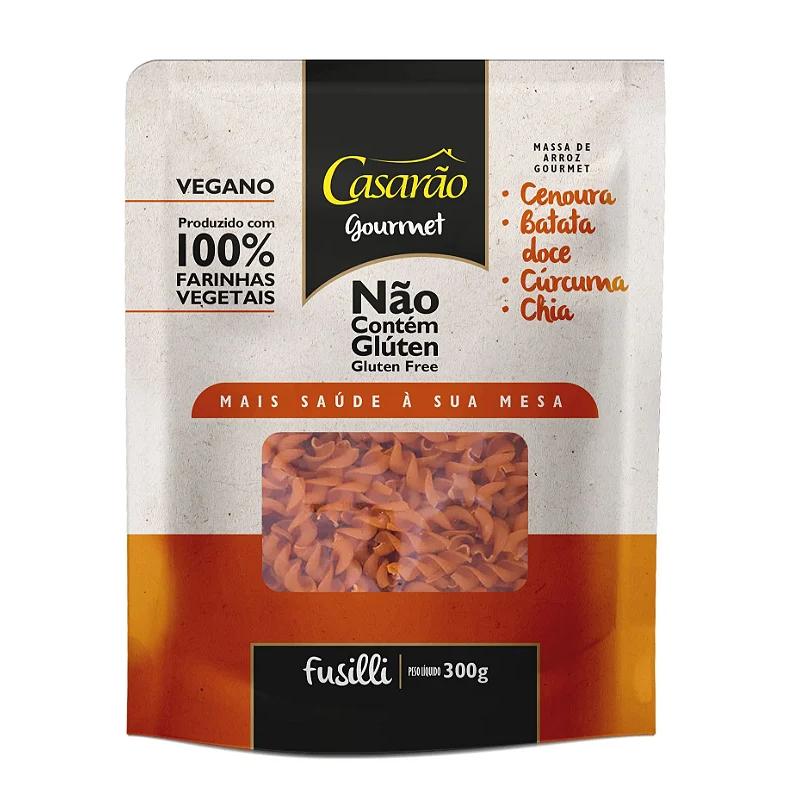 Casarão
Gourmet
VEGANO
Produzido com
100%
FARINHAS
VEGETAIS
MASSA DE
ARROZ
GOURMET
• Cenoura
• Batata
doce
• Cúrcuma
• Chia
Não
Contém
Glúten
Gluten Free
MAIS SAÚDE À SUA MESA
fusilli | PESO LÍQUIDO 300g